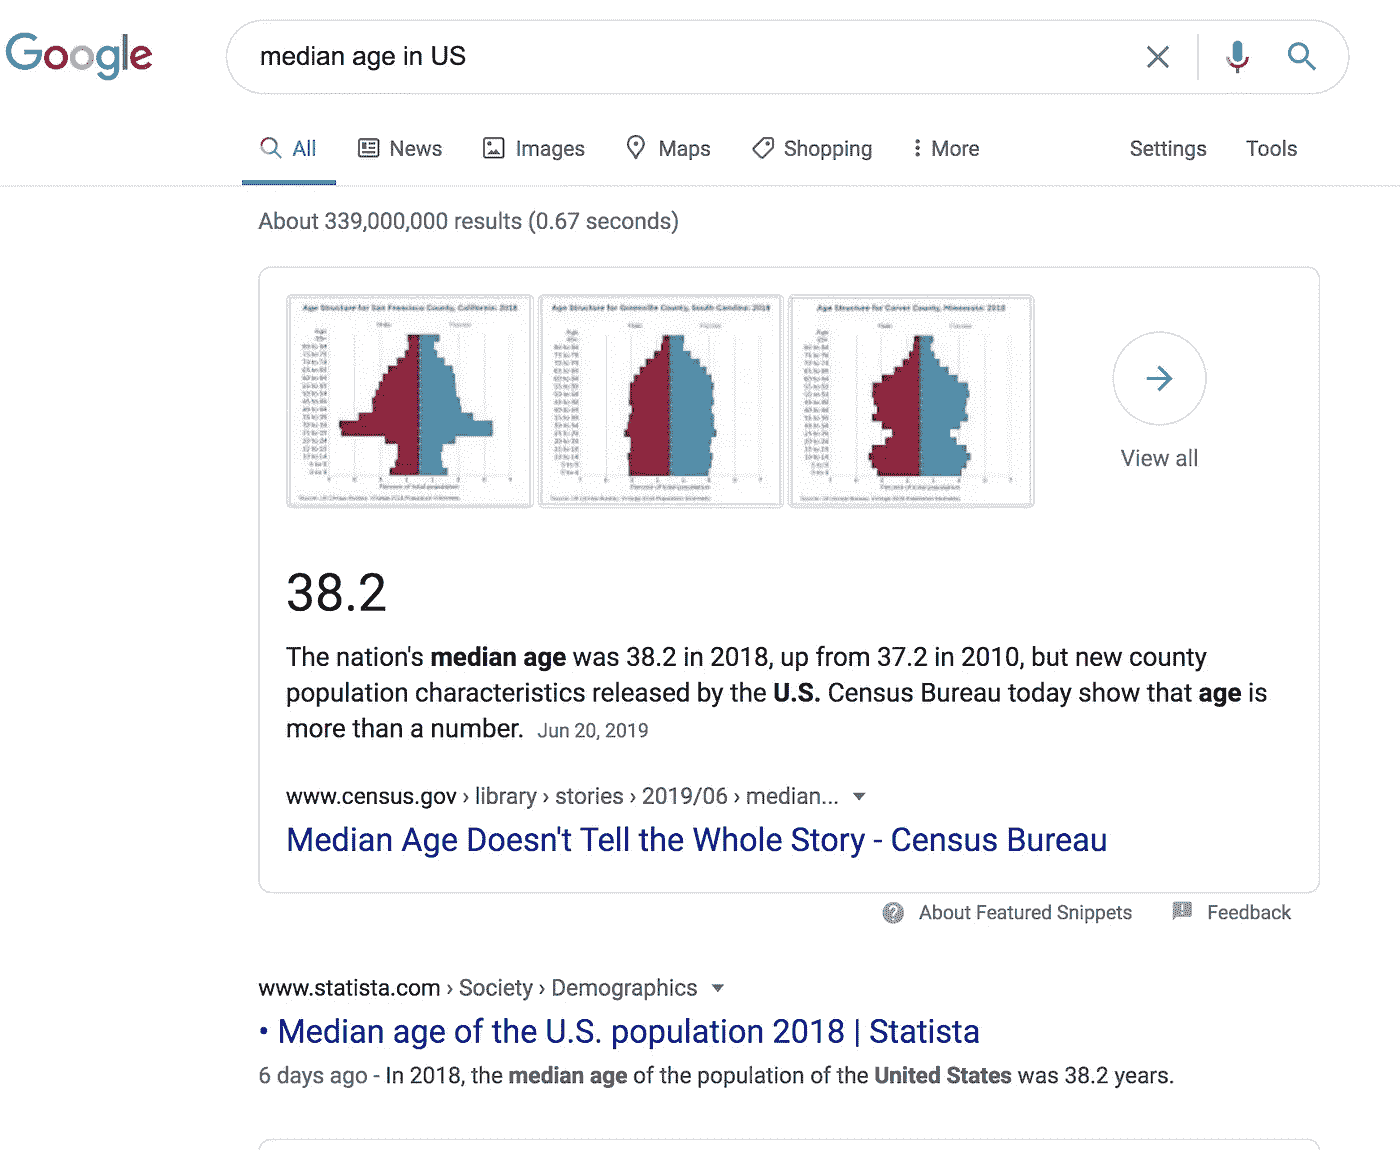 Google
median age in US
All News Images Maps Shopping More Settings Tools
About 339,000,000 results (0.67 seconds)
Age Structure for San Francisco County, California: 2018
Age Structure for Greenville County, South Carolina: 2018
Age Structure for Carver County, Minnesota: 2018
View all
38.2
The nation's median age was 38.2 in 2018, up from 37.2 in 2010, but new county
population characteristics released by the U.S. Census Bureau today show that age is
more than a number. Jun 20, 2019
www.census.gov › library › stories › 2019/06 › median...
Median Age Doesn't Tell the Whole Story - Census Bureau
About Featured Snippets Feedback
www.statista.com › Society › Demographics
• Median age of the U.S. population 2018 | Statista
6 days ago - In 2018, the median age of the population of the United States was 38.2 years.